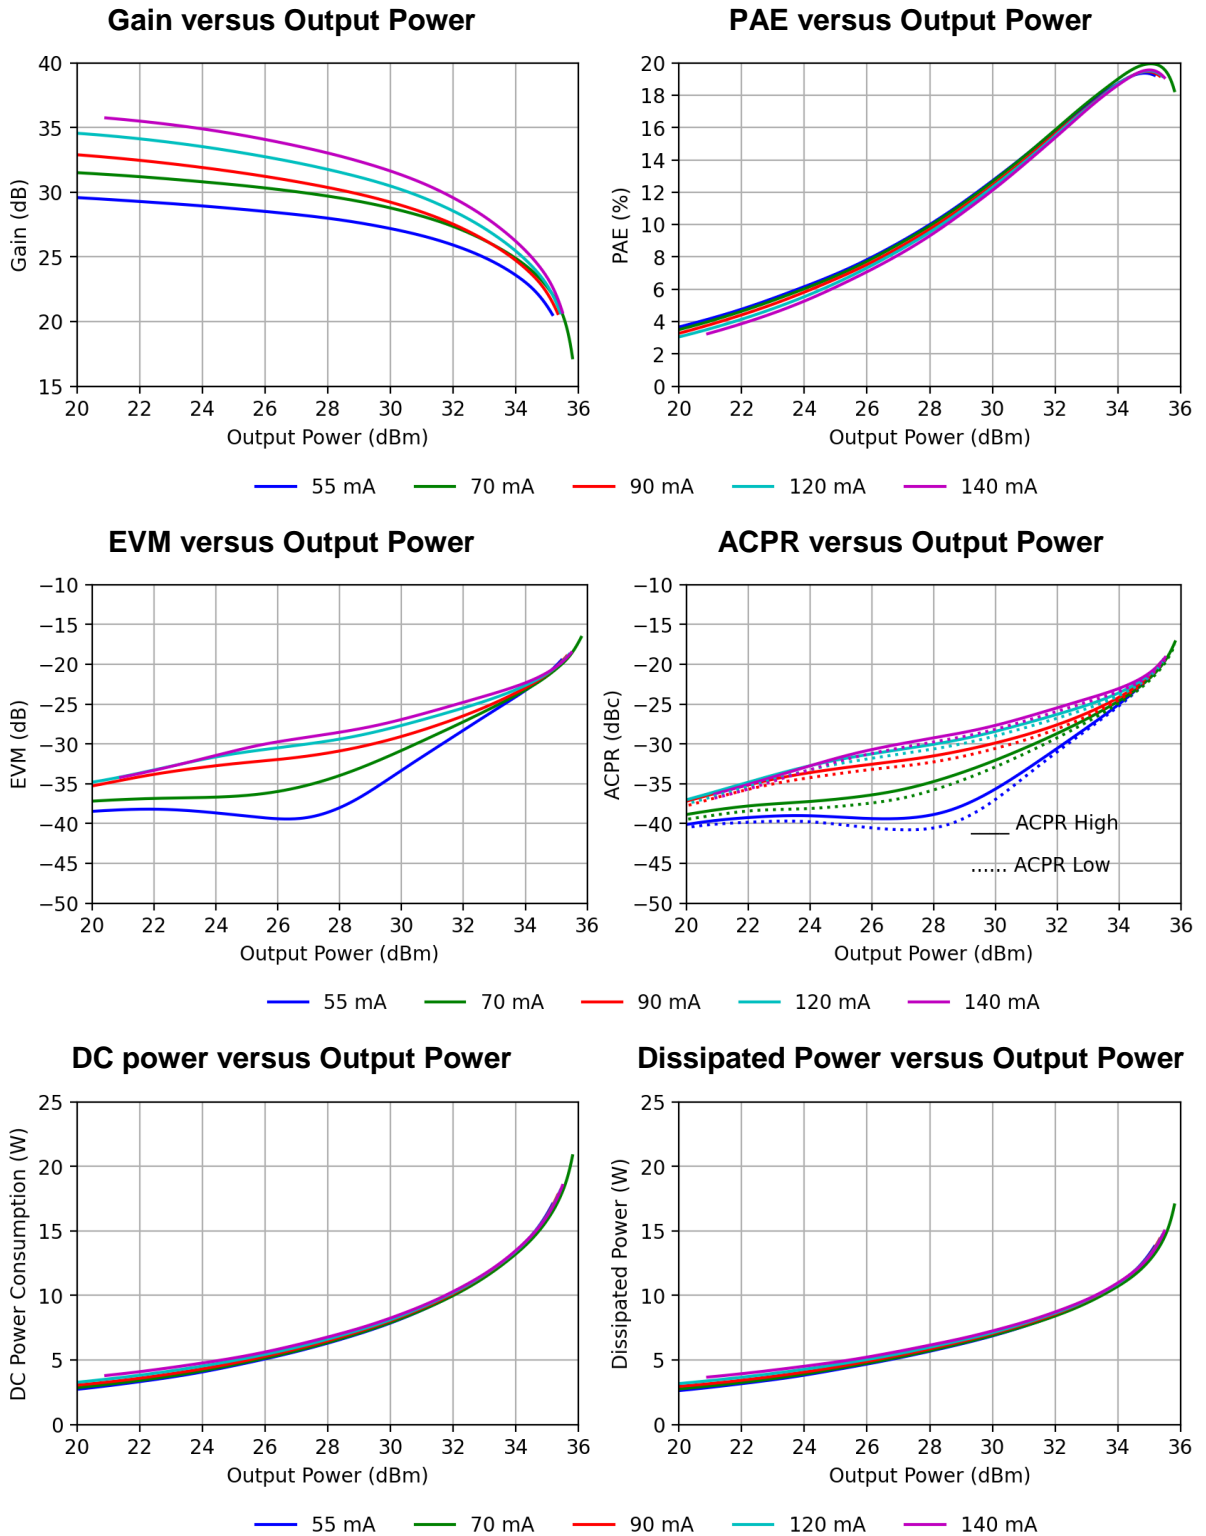 Gain versus Output Power
PAE versus Output Power
40
35
30
25
20
15
Gain (dB)
20 22 24 26 28 30 32 34 36
Output Power (dBm)
20
18
16
14
12
10
8
6
4
2
0
PAE (%)
20 22 24 26 28 30 32 34 36
Output Power (dBm)
55 mA 70 mA 90 mA 120 mA 140 mA
EVM versus Output Power
ACPR versus Output Power
−10
−15
−20
−25
−30
−35
−40
−45
−50
EVM (dB)
20 22 24 26 28 30 32 34 36
Output Power (dBm)
−10
−15
−20
−25
−30
−35
−40
−45
−50
ACPR (dBc)
ACPR High
ACPR Low
20 22 24 26 28 30 32 34 36
Output Power (dBm)
55 mA 70 mA 90 mA 120 mA 140 mA
DC power versus Output Power
Dissipated Power versus Output Power
25
20
15
10
5
0
DC Power Consumption (W)
20 22 24 26 28 30 32 34 36
Output Power (dBm)
25
20
15
10
5
0
Dissipated Power (W)
20 22 24 26 28 30 32 34 36
Output Power (dBm)
55 mA 70 mA 90 mA 120 mA 140 mA